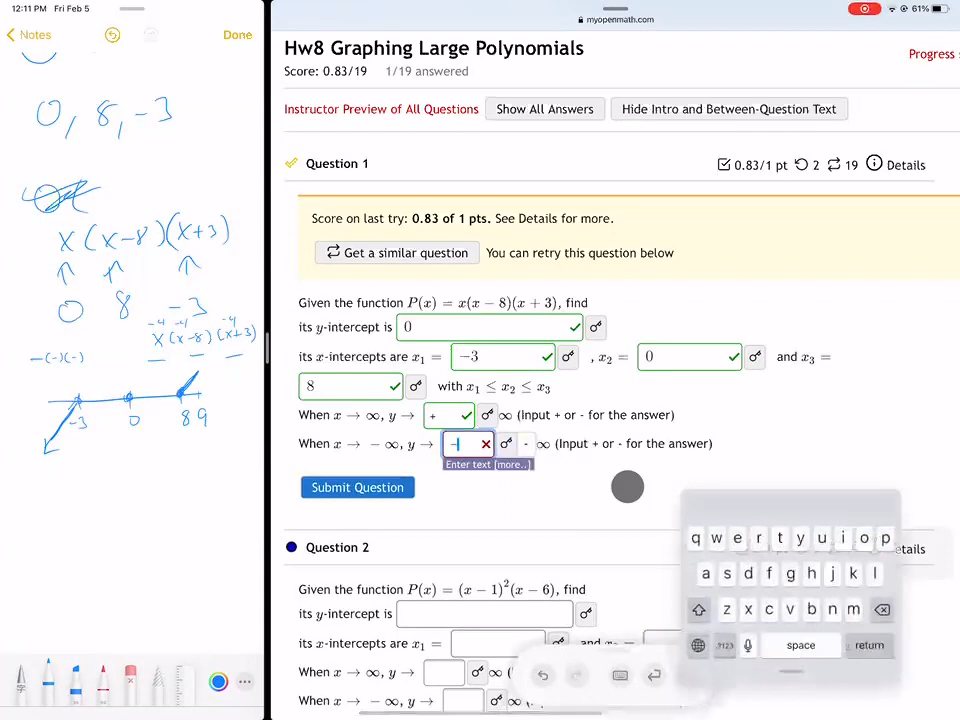 12:11 PM Fri Feb 5
61%
Notes
Done
myopenmath.com
Hw8 Graphing Large Polynomials
Progress
Score: 0.83/19 1/19 answered
Instructor Preview of All Questions Show All Answers Hide Intro and Between-Question Text
Question 1
0.83/1 pt 2 19 Details
Score on last try: 0.83 of 1 pts. See Details for more.
Get a similar question You can retry this question below
Given the function P(x) = x(x − 8)(x + 3), find
its y-intercept is 0
its x-intercepts are x₁ = −3 , x₂ = 0 and x₃ =
8 with x₁ ≤ x₂ ≤ x₃
When x → ∞, y → + ∞ (Input + or - for the answer)
When x → − ∞, y → − - ∞ (Input + or - for the answer)
Enter text [more..]
Submit Question
Question 2
etails
Given the function P(x) = (x − 1)²(x − 6), find
its y-intercept is
its x-intercepts are x₁ =
When x → ∞, y → ∞
When x → − ∞, y → ∞
0, 8, -3
x(x-8)(x+3)
0 8 -3
-4 -4 -4
x(x-8)(x+3)
-(-)(-)
-3 0 8 9
q w e r t y u i o p
a s d f g h j k l
z x c v b n m
.?123 space return